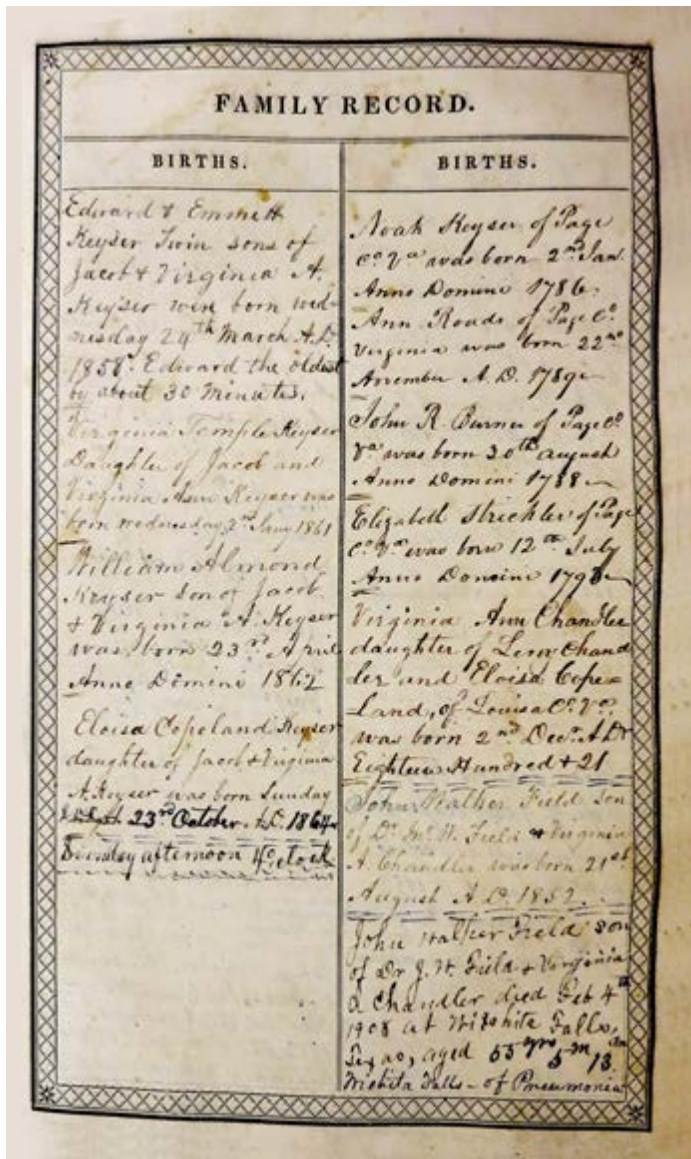 FAMILY RECORD.
BIRTHS.
Edward & Emmett
Keyser Twin sons of
Jacob & Virginia A.
Keyser were born wed-
nesday 24th March A.D.
1858. Edward the oldest
by about 30 Minutes.
Virginia Temple Keyser
Daughter of Jacob and
Virginia Ann Keyser was
born wednesday 2nd Jany 1861
William Almond
Keyser son of Jacob
& Virginia A. Keyser
was born 23rd April
Anno Domini 1862
Eloisa Copeland Keyser
daughter of Jacob & Virginia
A. Keyser was born Sunday
23rd October A.D. 1864
Sunday afternoon 4 o clock
BIRTHS.
Noah Keyser of Page
Co. Va was born 2nd Jan.
Anno Domini 1786.
Ann Roads of Page Co.
Virginia was born 22nd
November A.D. 1789
John R. Burner of Page Co.
Va was born 30th august
Anno Domini 1788
Elizabeth Strickler of Page
Co. Va was born 12th July
Anno Domini
Virginia Ann Chandler
daughter of Leroy Chand
ler and Eloisa Cope=
Land, of Louisa Co. Va.
was born 2nd Decr. A.D.
Eighteen Hundred & 21
John Walker Field son
of Dr. Jno. W. Field & Virginia
A. Chandler was born 21st
August A.D. 1852.
John Walker Field son
of Dr J. W. Field & Virginia
Chandler died Feb 4th
1908 at Wishita Falls,
Texas, aged 55 yrs 5 m 13
Wichita Falls - of Pneumonia